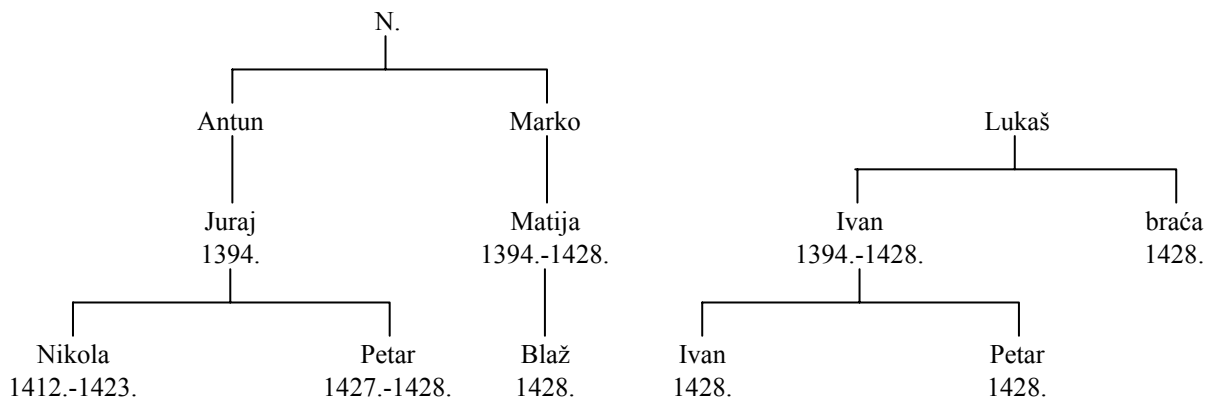 N.
Antun Marko Lukaš
Juraj Matija Ivan braća
1394. 1394.-1428. 1394.-1428. 1428.
Nikola Petar Blaž Ivan Petar
1412.-1423. 1427.-1428. 1428. 1428. 1428.